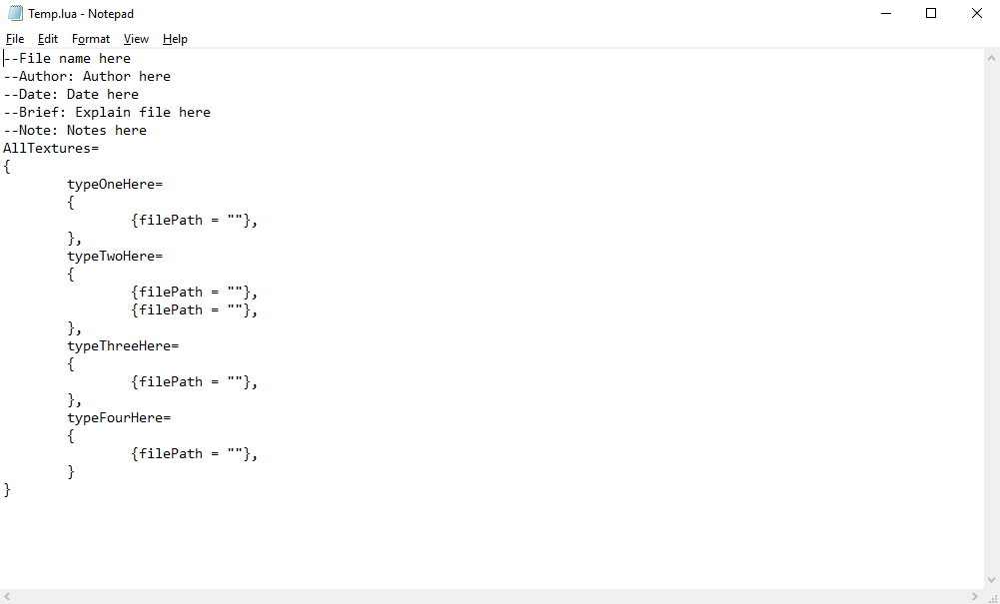 Temp.lua - Notepad
File Edit Format View Help
--File name here
--Author: Author here
--Date: Date here
--Brief: Explain file here
--Note: Notes here
AllTextures=
{
        typeOneHere=
        {
                {filePath = ""},
        },
        typeTwoHere=
        {
                {filePath = ""},
                {filePath = ""},
        },
        typeThreeHere=
        {
                {filePath = ""},
        },
        typeFourHere=
        {
                {filePath = ""},
        }
}